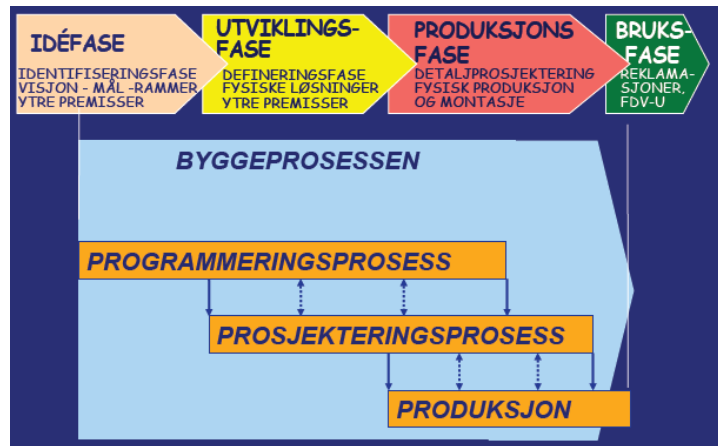 IDÉFASE
IDENTIFISERINGSFASE
VISJON - MÅL -RAMMER
YTRE PREMISSER
UTVIKLINGS-
FASE
DEFINERINGSFASE
FYSISKE LØSNINGER
YTRE PREMISSER
PRODUKSJONS
FASE
DETALJPROSJEKTERING
FYSISK PRODUKSJON
OG MONTASJE
BRUKS-
FASE
REKLAMA-
SJONER,
FDV-U
BYGGEPROSESSEN
PROGRAMMERINGSPROSESS
PROSJEKTERINGSPROSESS
PRODUKSJON